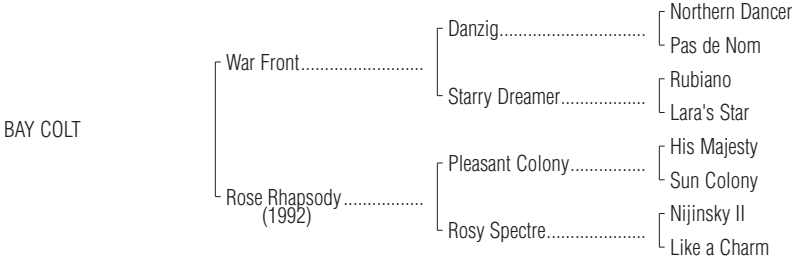 Northern Dancer
Danzig..............................
Pas de Nom
War Front..........................
Rubiano
Starry Dreamer..................
Lara's Star
BAY COLT
His Majesty
Pleasant Colony................
Sun Colony
Rose Rhapsody.................
(1992)
Nijinsky II
Rosy Spectre.....................
Like a Charm